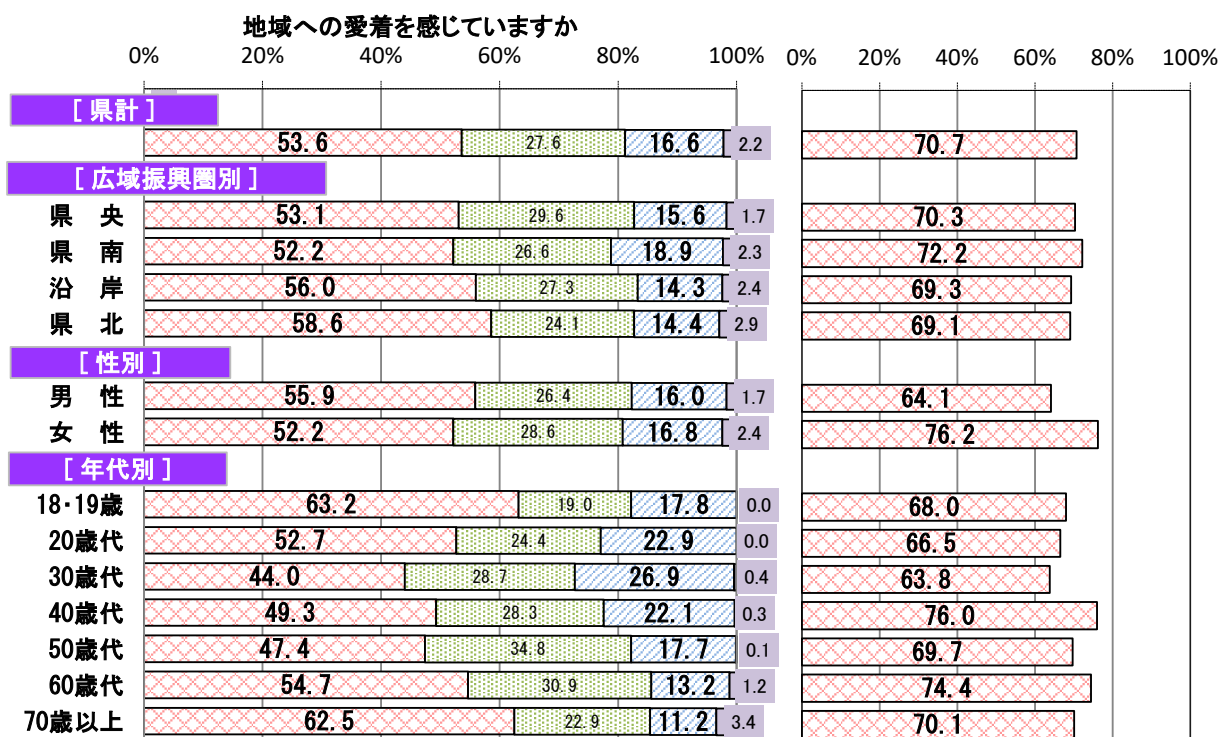 地域への愛着を感じていますか
0% 20% 40% 60% 80% 100% 0% 20% 40% 60% 80% 100%
[ 県計 ]
53.6 27.6 16.6 2.2 70.7
[ 広域振興圏別 ]
県　央 53.1 29.6 15.6 1.7 70.3
県　南 52.2 26.6 18.9 2.3 72.2
沿　岸 56.0 27.3 14.3 2.4 69.3
県　北 58.6 24.1 14.4 2.9 69.1
[ 性別 ]
男　性 55.9 26.4 16.0 1.7 64.1
女　性 52.2 28.6 16.8 2.4 76.2
[ 年代別 ]
18・19歳 63.2 19.0 17.8 0.0 68.0
20歳代 52.7 24.4 22.9 0.0 66.5
30歳代 44.0 28.7 26.9 0.4 63.8
40歳代 49.3 28.3 22.1 0.3 76.0
50歳代 47.4 34.8 17.7 0.1 69.7
60歳代 54.7 30.9 13.2 1.2 74.4
70歳以上 62.5 22.9 11.2 3.4 70.1